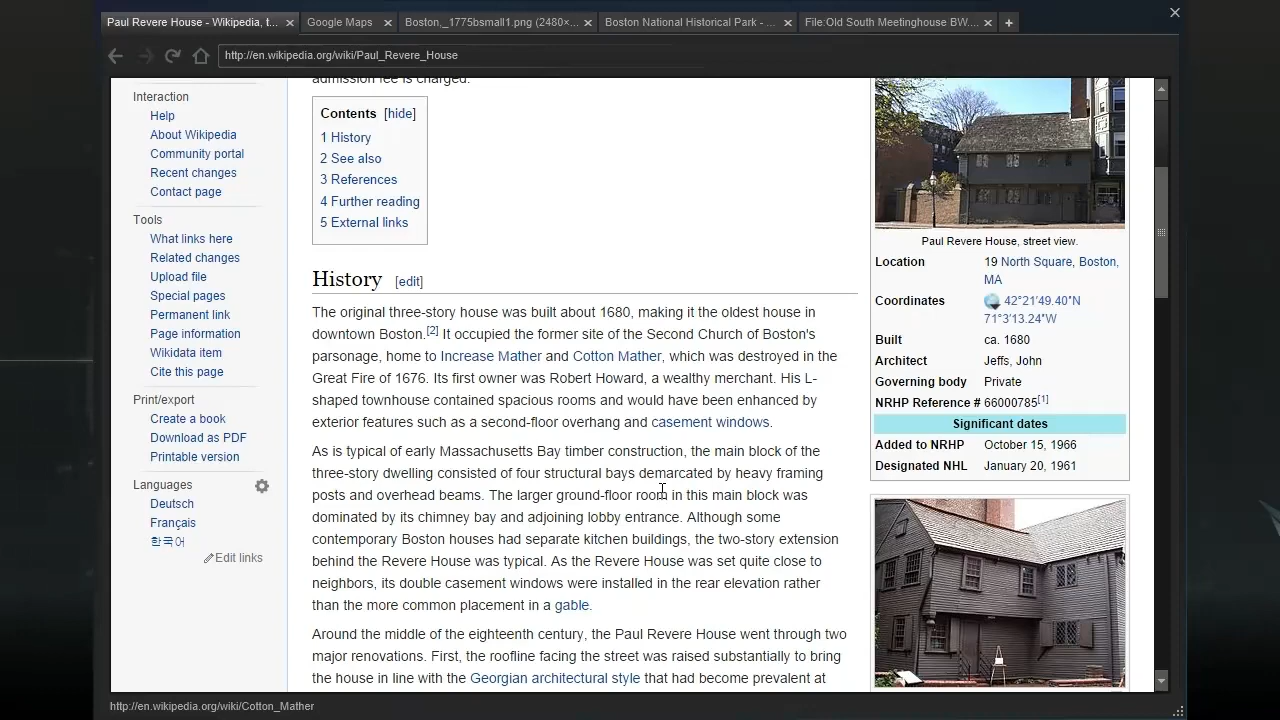 Paul Revere House - Wikipedia, t...
Google Maps
Boston,_1775bsmall1.png (2480×...
Boston National Historical Park - ...
File:Old South Meetinghouse BW....
http://en.wikipedia.org/wiki/Paul_Revere_House
Interaction
Help
About Wikipedia
Community portal
Recent changes
Contact page
Tools
What links here
Related changes
Upload file
Special pages
Permanent link
Page information
Wikidata item
Cite this page
Print/export
Create a book
Download as PDF
Printable version
Languages
Deutsch
Français
한국어
Edit links
admission fee is charged.
Contents [hide]
1 History
2 See also
3 References
4 Further reading
5 External links
History [edit]
The original three-story house was built about 1680, making it the oldest house in
downtown Boston.[2] It occupied the former site of the Second Church of Boston's
parsonage, home to Increase Mather and Cotton Mather, which was destroyed in the
Great Fire of 1676. Its first owner was Robert Howard, a wealthy merchant. His L-
shaped townhouse contained spacious rooms and would have been enhanced by
exterior features such as a second-floor overhang and casement windows.
As is typical of early Massachusetts Bay timber construction, the main block of the
three-story dwelling consisted of four structural bays demarcated by heavy framing
posts and overhead beams. The larger ground-floor room in this main block was
dominated by its chimney bay and adjoining lobby entrance. Although some
contemporary Boston houses had separate kitchen buildings, the two-story extension
behind the Revere House was typical. As the Revere House was set quite close to
neighbors, its double casement windows were installed in the rear elevation rather
than the more common placement in a gable.
Around the middle of the eighteenth century, the Paul Revere House went through two
major renovations. First, the roofline facing the street was raised substantially to bring
the house in line with the Georgian architectural style that had become prevalent at
Paul Revere House, street view.
Location 19 North Square, Boston,
MA
Coordinates 42°21′49.40″N
71°3′13.24″W
Built ca. 1680
Architect Jeffs, John
Governing body Private
NRHP Reference # 66000785[1]
Significant dates
Added to NRHP October 15, 1966
Designated NHL January 20, 1961
http://en.wikipedia.org/wiki/Cotton_Mather